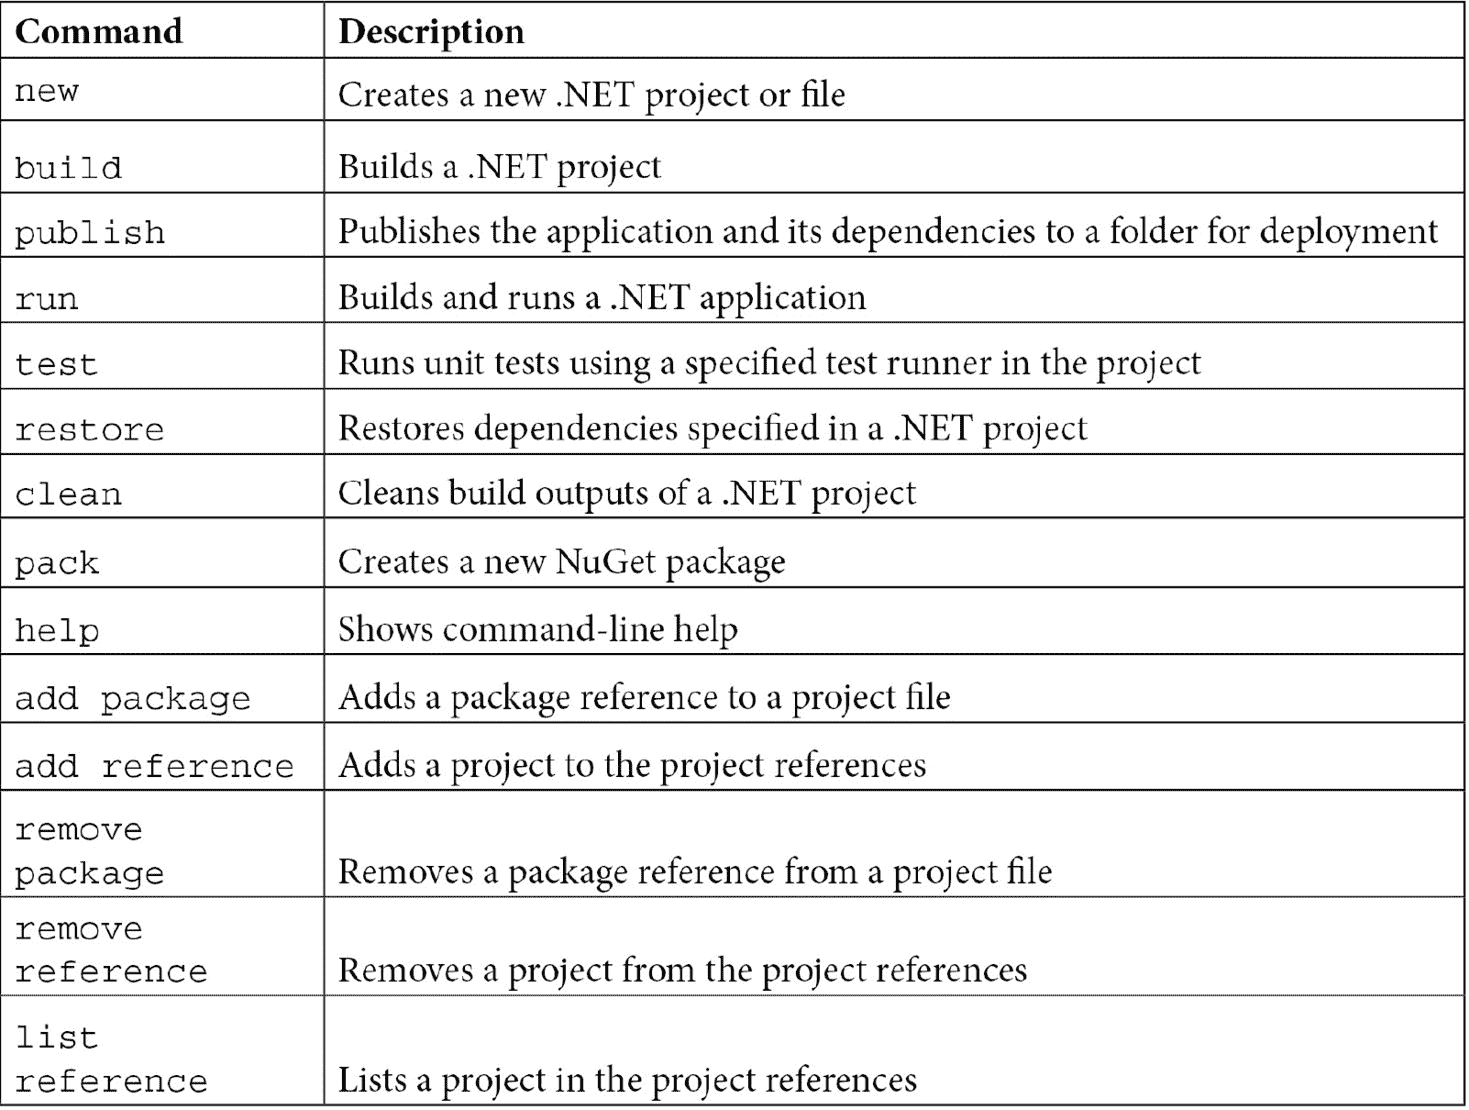 Command Description
new Creates a new .NET project or file
build Builds a .NET project
publish Publishes the application and its dependencies to a folder for deployment
run Builds and runs a .NET application
test Runs unit tests using a specified test runner in the project
restore Restores dependencies specified in a .NET project
clean Cleans build outputs of a .NET project
pack Creates a new NuGet package
help Shows command-line help
add package Adds a package reference to a project file
add reference Adds a project to the project references
remove
package Removes a package reference from a project file
remove
reference Removes a project from the project references
list
reference Lists a project in the project references